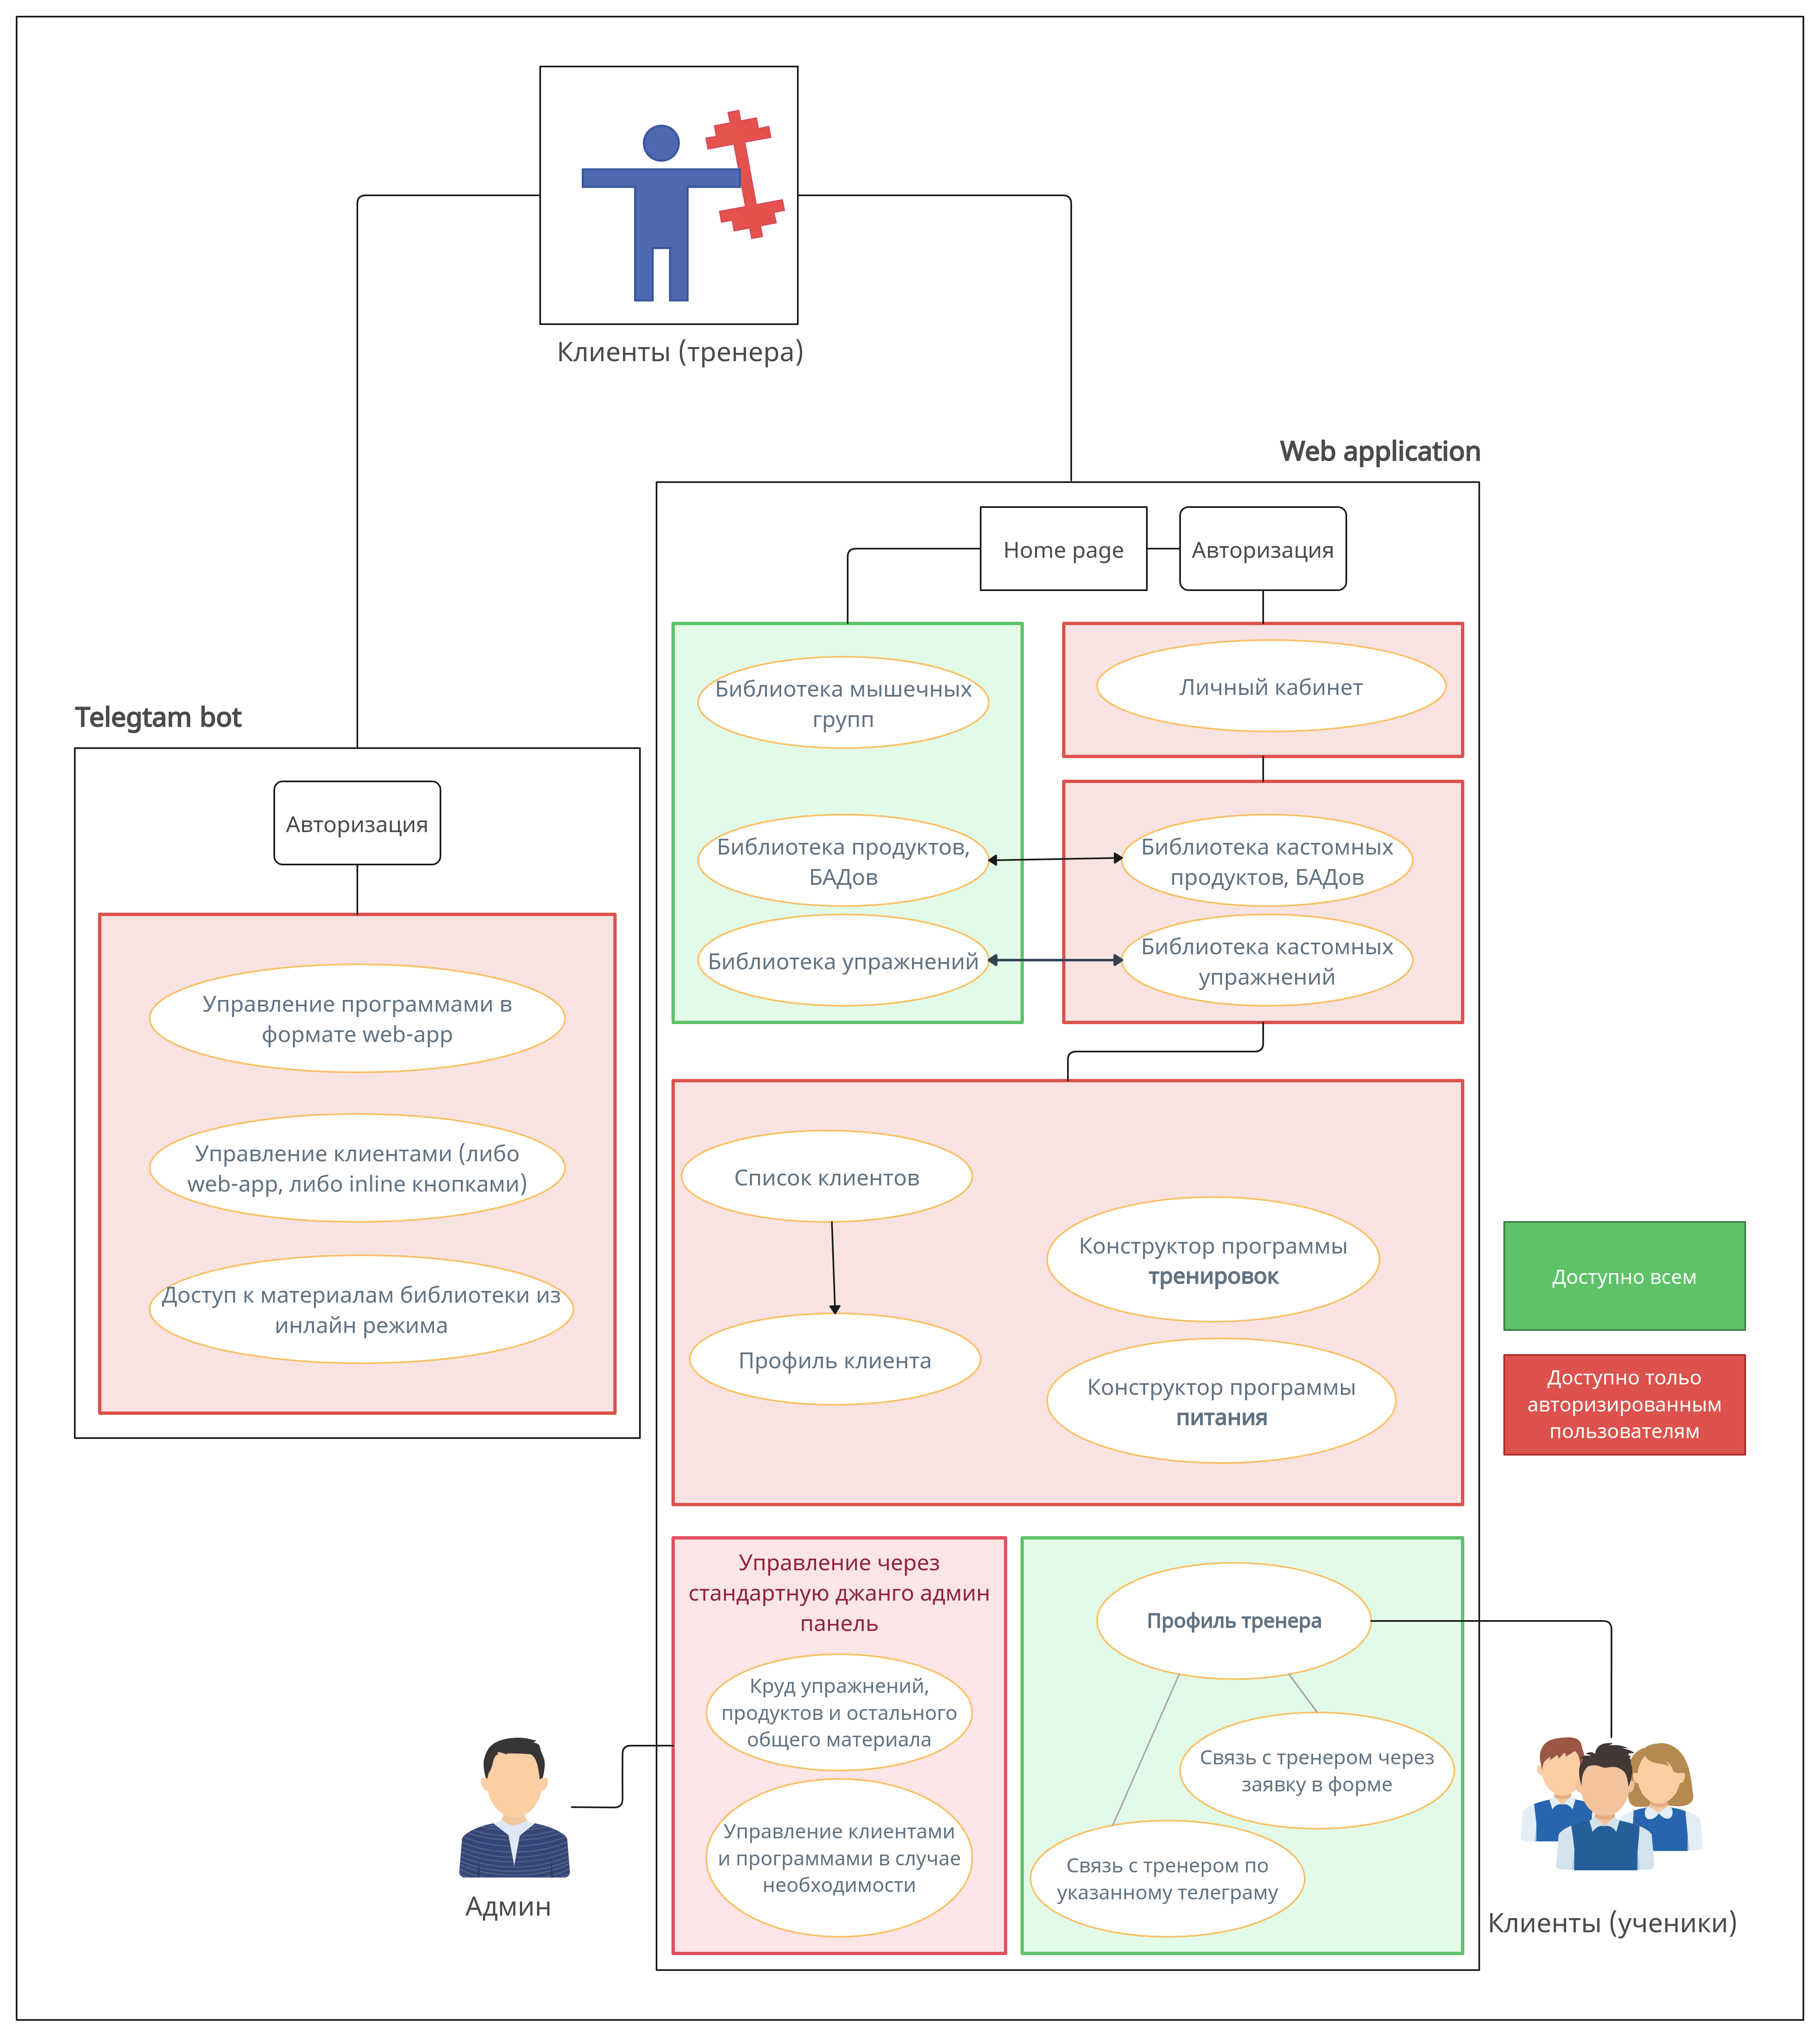 Клиенты (тренера)
Web application
Home page
Авторизация
Библиотека мышечных
групп
Личный кабинет
Библиотека продуктов,
БАДов
Библиотека кастомных
продуктов, БАДов
Библиотека упражнений
Библиотека кастомных
упражнений
Telegtam bot
Авторизация
Управление программами в
формате web-app
Управление клиентами (либо
web-app, либо inline кнопками)
Доступ к материалам библиотеки из
инлайн режима
Список клиентов
Профиль клиента
Конструктор программы
тренировок
Конструктор программы
питания
Доступно всем
Доступно тольо
авторизированным
пользователям
Управление через
стандартную джанго админ
панель
Круд упражнений,
продуктов и остального
общего материала
Управление клиентами
и программами в случае
необходимости
Профиль тренера
Связь с тренером через
заявку в форме
Связь с тренером по
указанному телеграму
Админ
Клиенты (ученики)